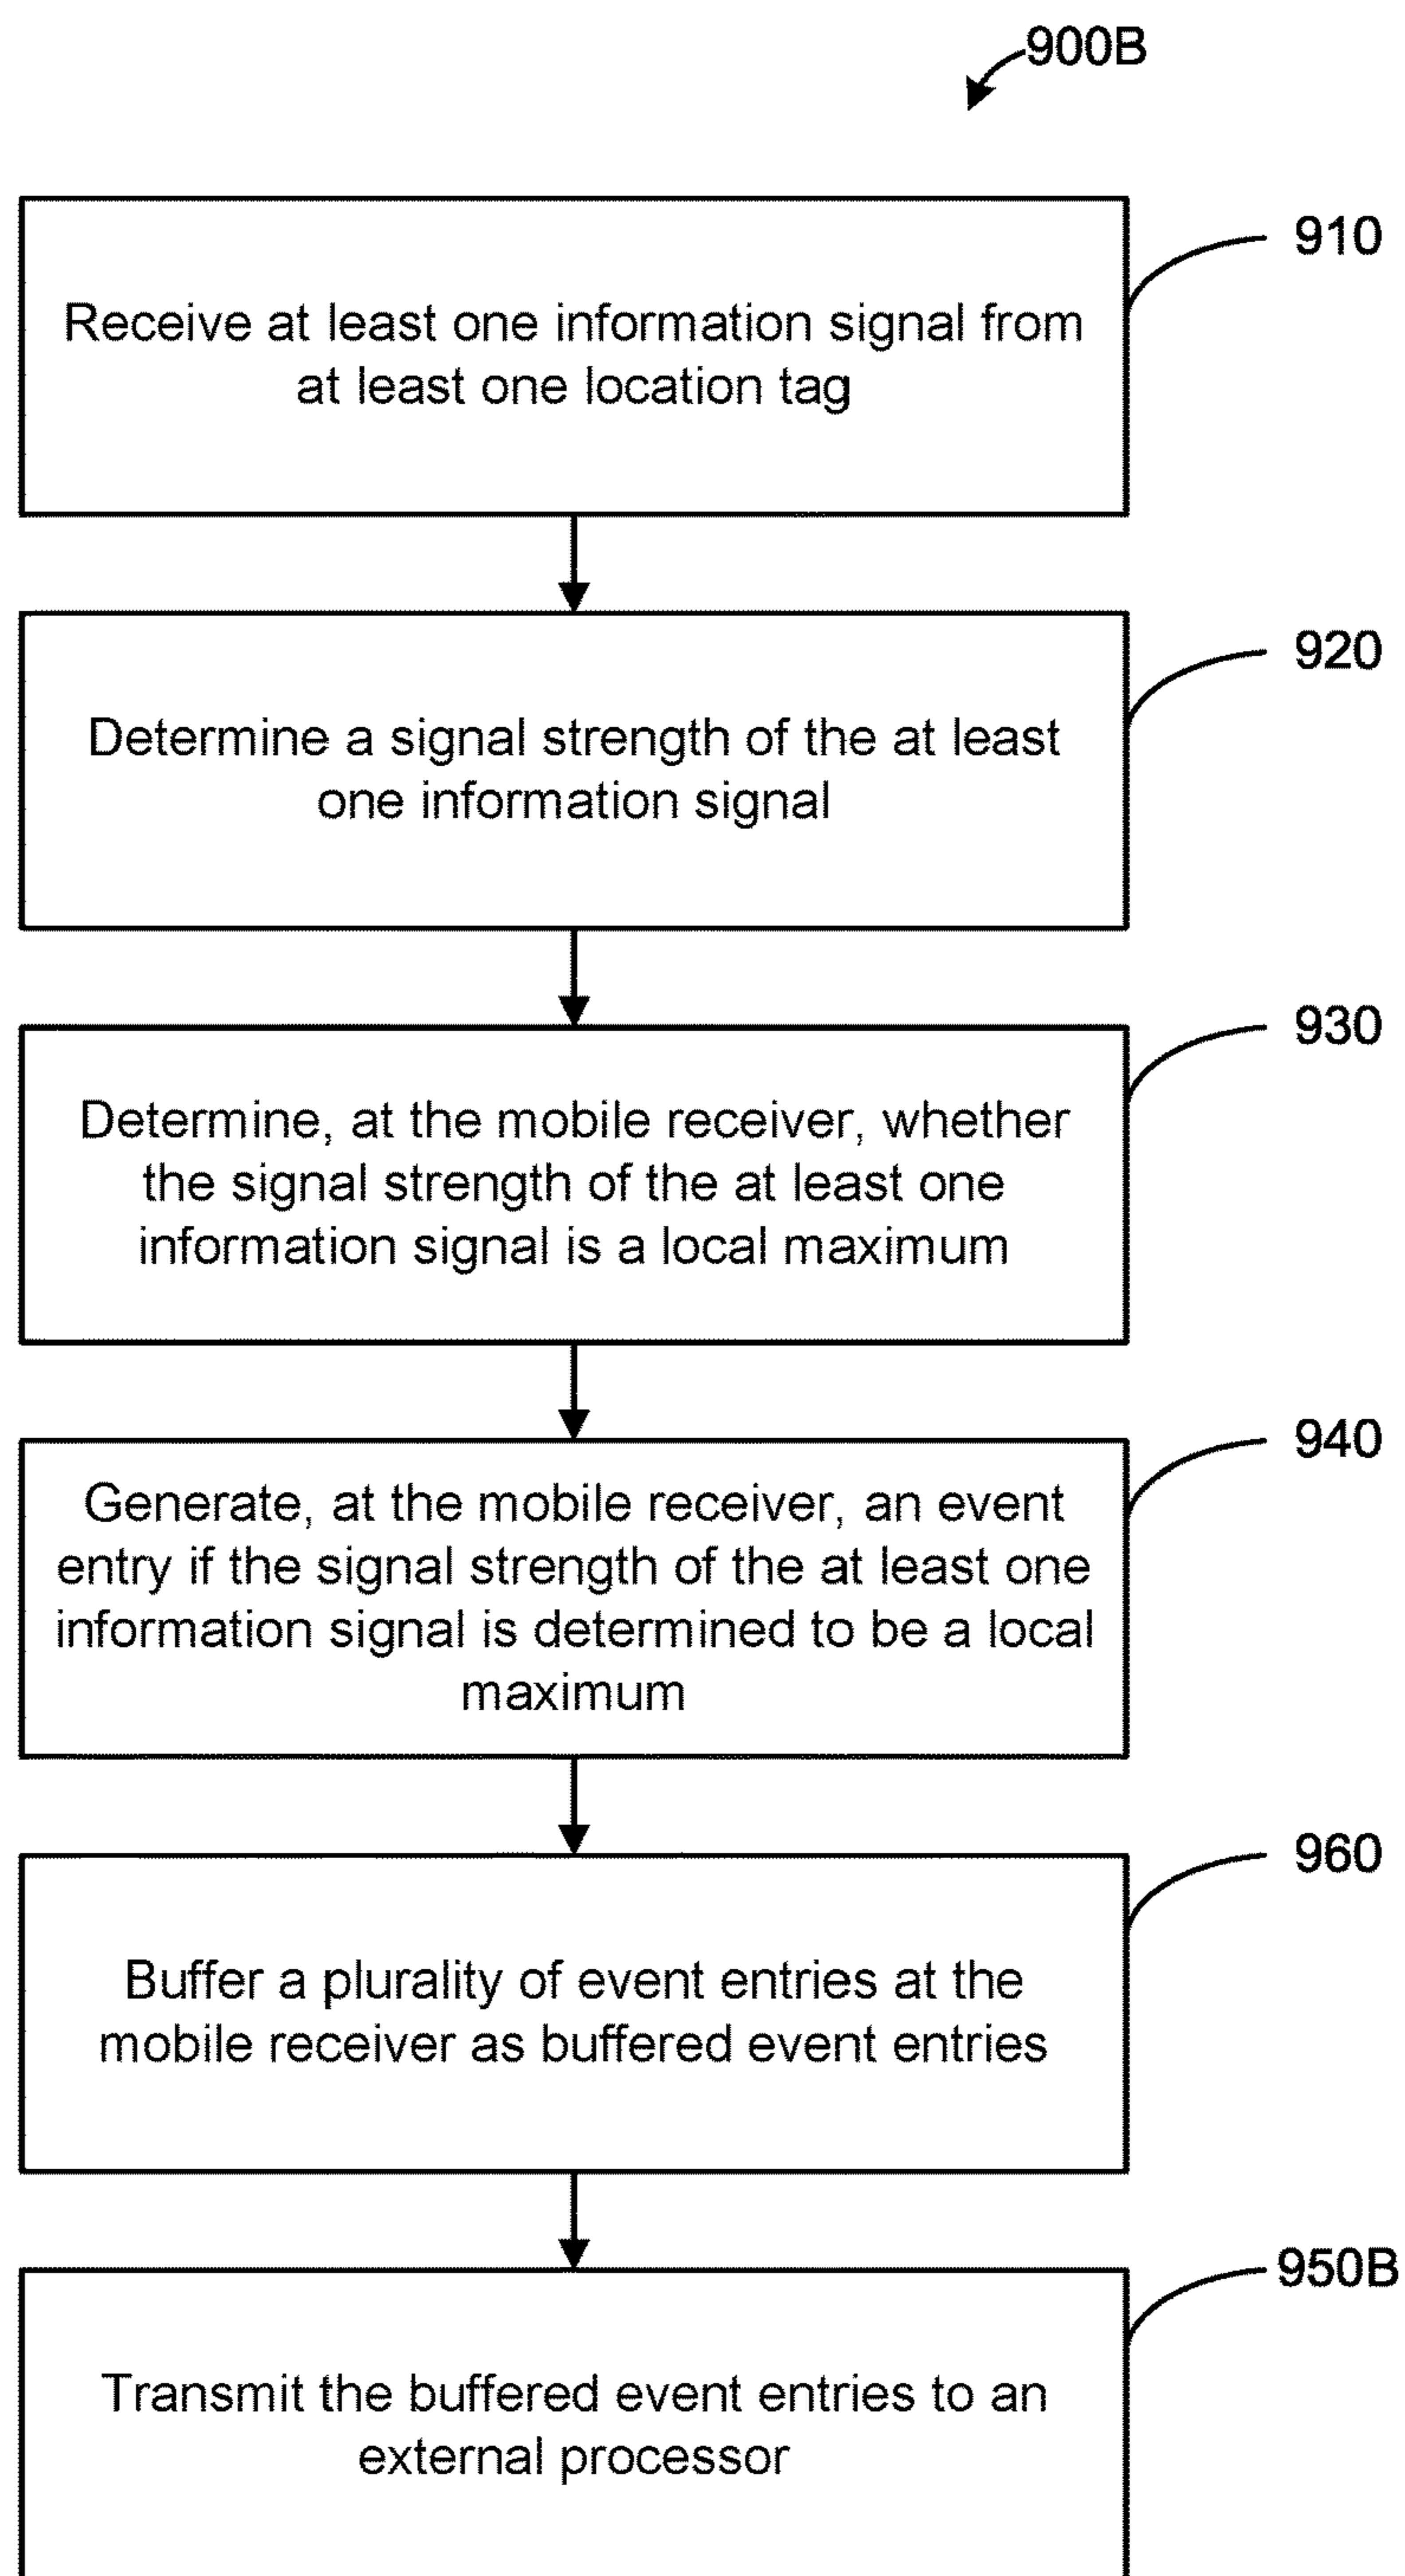 900B
910
Receive at least one information signal from
at least one location tag
920
Determine a signal strength of the at least
one information signal
930
Determine, at the mobile receiver, whether
the signal strength of the at least one
information signal is a local maximum
940
Generate, at the mobile receiver, an event
entry if the signal strength of the at least one
information signal is determined to be a local
maximum
960
Buffer a plurality of event entries at the
mobile receiver as buffered event entries
950B
Transmit the buffered event entries to an
external processor